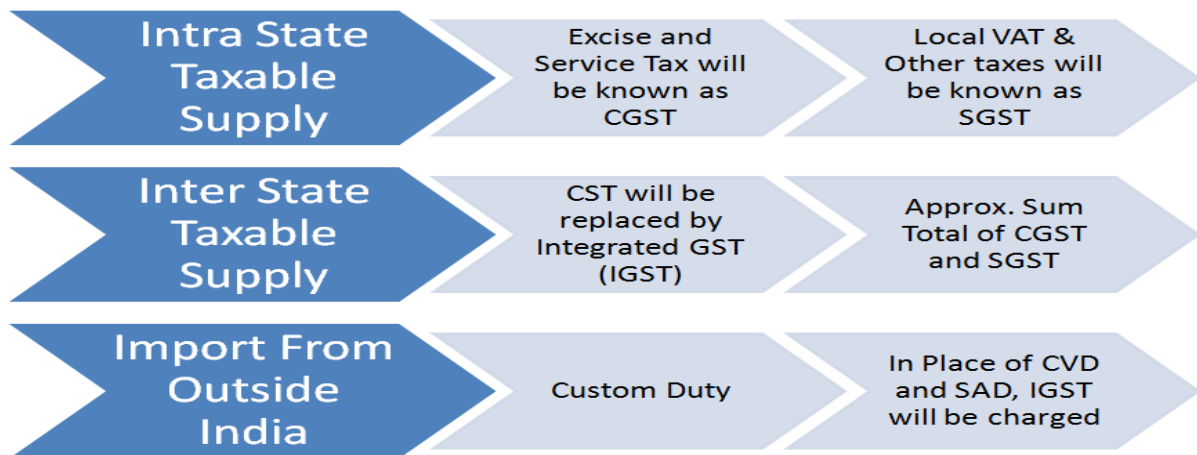 Intra State
Taxable
Supply
Excise and
Service Tax will
be known as
CGST
Local VAT &
Other taxes will
be known as
SGST
Inter State
Taxable
Supply
CST will be
replaced by
Integrated GST
(IGST)
Approx. Sum
Total of CGST
and SGST
Import From
Outside
India
Custom Duty
In Place of CVD
and SAD, IGST
will be charged